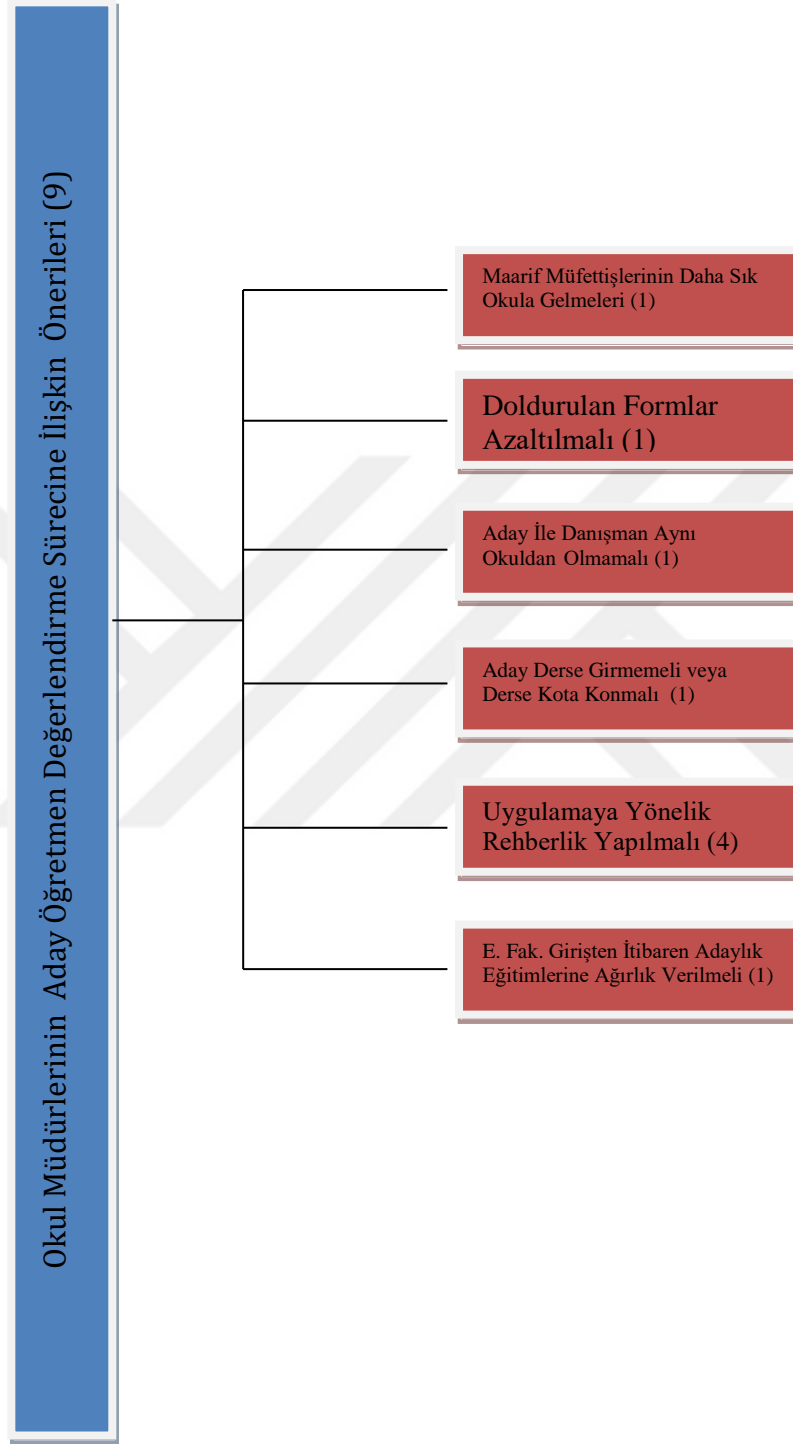 Okul Müdürlerinin Aday Öğretmen Değerlendirme Sürecine İlişkin Önerileri (9)
Maarif Müfettişlerinin Daha Sık
Okula Gelmeleri (1)
Doldurulan Formlar
Azaltılmalı (1)
Aday İle Danışman Aynı
Okuldan Olmamalı (1)
Aday Derse Girmemeli veya
Derse Kota Konmalı (1)
Uygulamaya Yönelik
Rehberlik Yapılmalı (4)
E. Fak. Girişten İtibaren Adaylık
Eğitimlerine Ağırlık Verilmeli (1)